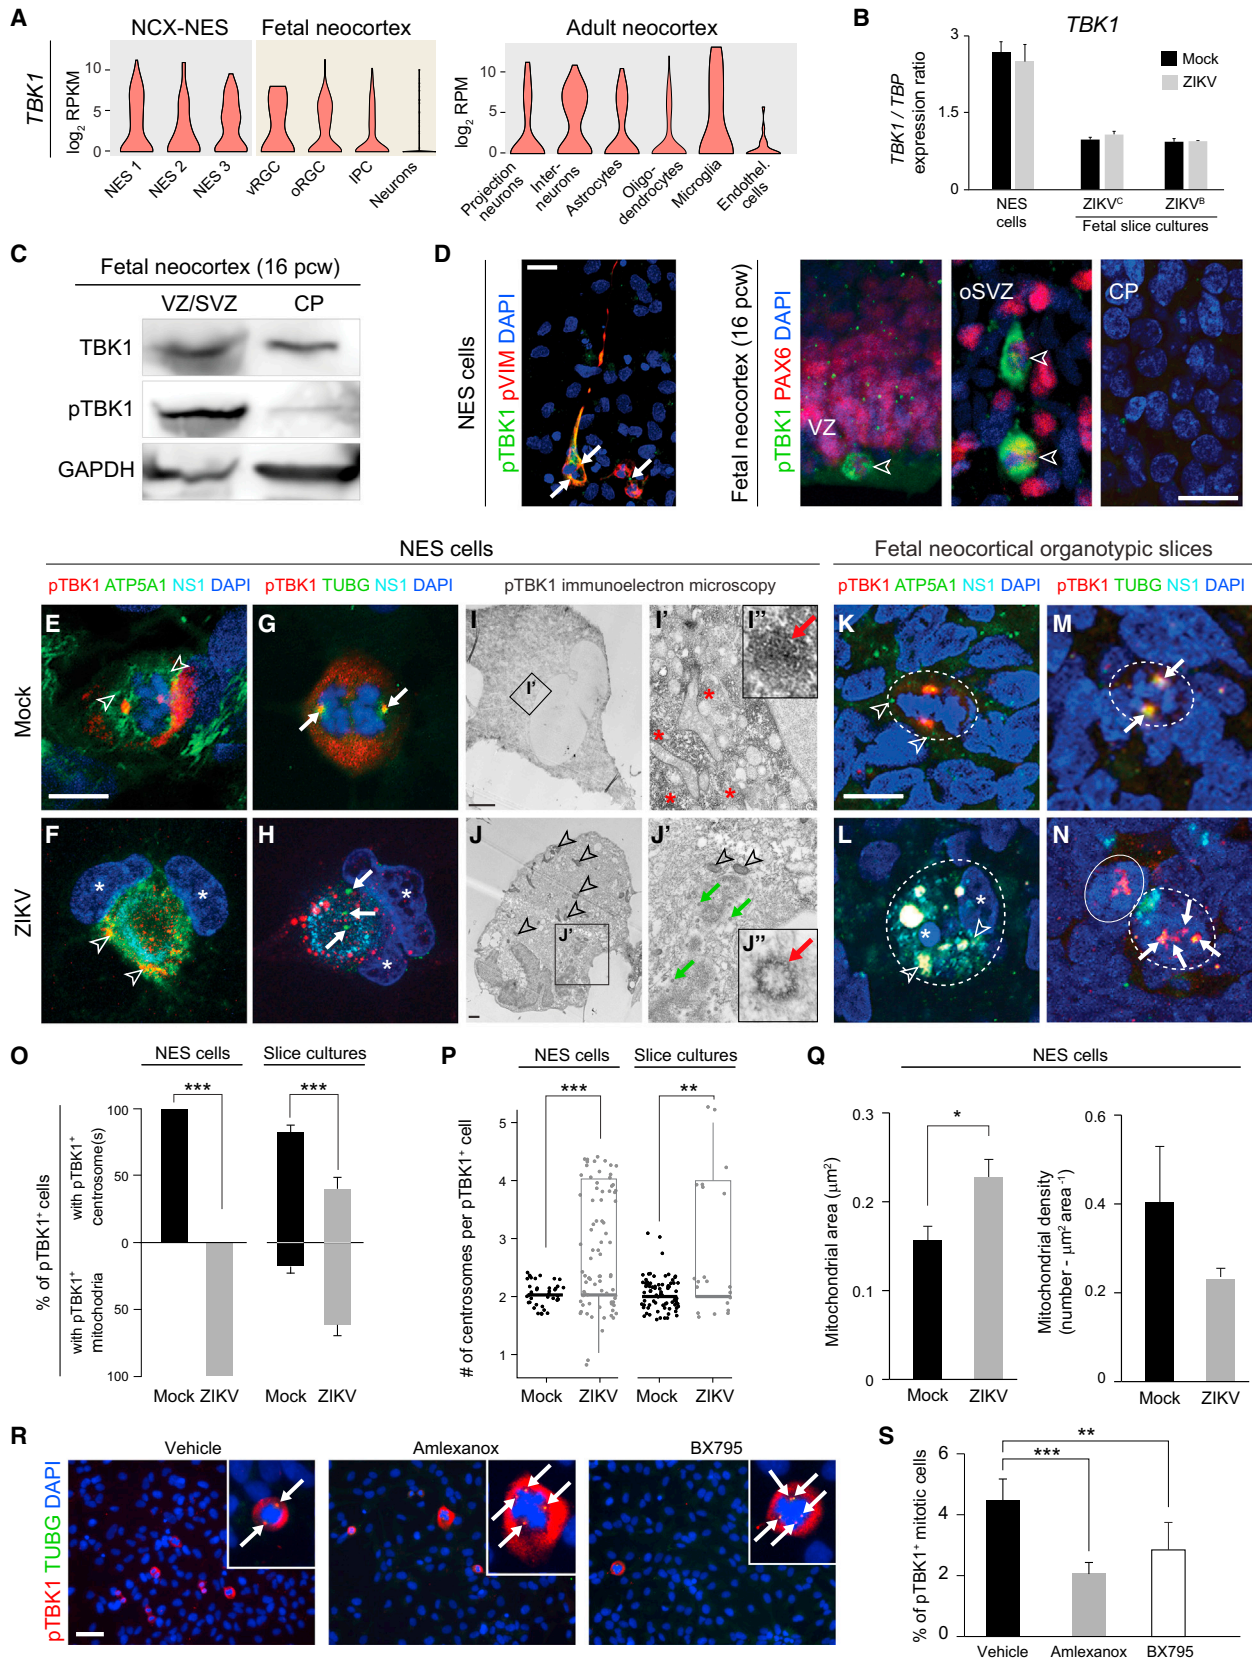 A
NCX-NES
Fetal neocortex
Adult neocortex
TBK1
log2 RPKM
10
5
0
NES 1
NES 2
NES 3
vRGC
oRGC
IPC
Neurons
log2 RPM
10
5
0
Projection neurons
Inter-neurons
Astrocytes
Oligo-dendrocytes
Microglia
Endothel. cells
B
TBK1
TBK1 / TBP
expression ratio
3
1.5
0
Mock
ZIKV
NES cells
ZIKVC
ZIKVB
Fetal slice cultures
C
Fetal neocortex (16 pcw)
VZ/SVZ
CP
TBK1
pTBK1
GAPDH
D
NES cells
pTBK1 pVIM DAPI
Fetal neocortex (16 pcw)
pTBK1 PAX6 DAPI
VZ
oSVZ
CP
NES cells
Fetal neocortical organotypic slices
pTBK1 ATP5A1 NS1 DAPI
pTBK1 TUBG NS1 DAPI
pTBK1 immunoelectron microscopy
pTBK1 ATP5A1 NS1 DAPI
pTBK1 TUBG NS1 DAPI
Mock
E
G
I
I'
I'
I''
*
*
*
*
K
M
ZIKV
F
*
*
H
*
*
J
J'
J'
J''
L
*
*
N
O
NES cells
Slice cultures
***
***
% of pTBK1+ cells
with pTBK1+ centrosome(s)
with pTBK1+ mitochodria
100
50
0
50
100
Mock
ZIKV
Mock
ZIKV
P
NES cells
Slice cultures
***
**
# of centrosomes per pTBK1+ cell
5
4
3
2
1
Mock
ZIKV
Mock
ZIKV
Q
NES cells
Mitochondrial area (μm2)
0.3
0.2
0.1
0
*
Mock
ZIKV
Mitochondrial density
(number - μm2 area -1)
0.6
0.4
0.2
0
Mock
ZIKV
R
Vehicle
Amlexanox
BX795
pTBK1 TUBG DAPI
S
% of pTBK1+ mitotic cells
6
4
2
0
**
***
Vehicle
Amlexanox
BX795